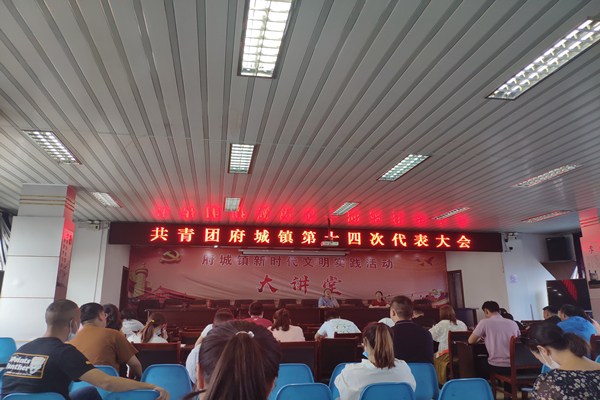 共青团府城镇第十四次代表大会
府城镇新时代文明实践活动
大讲堂